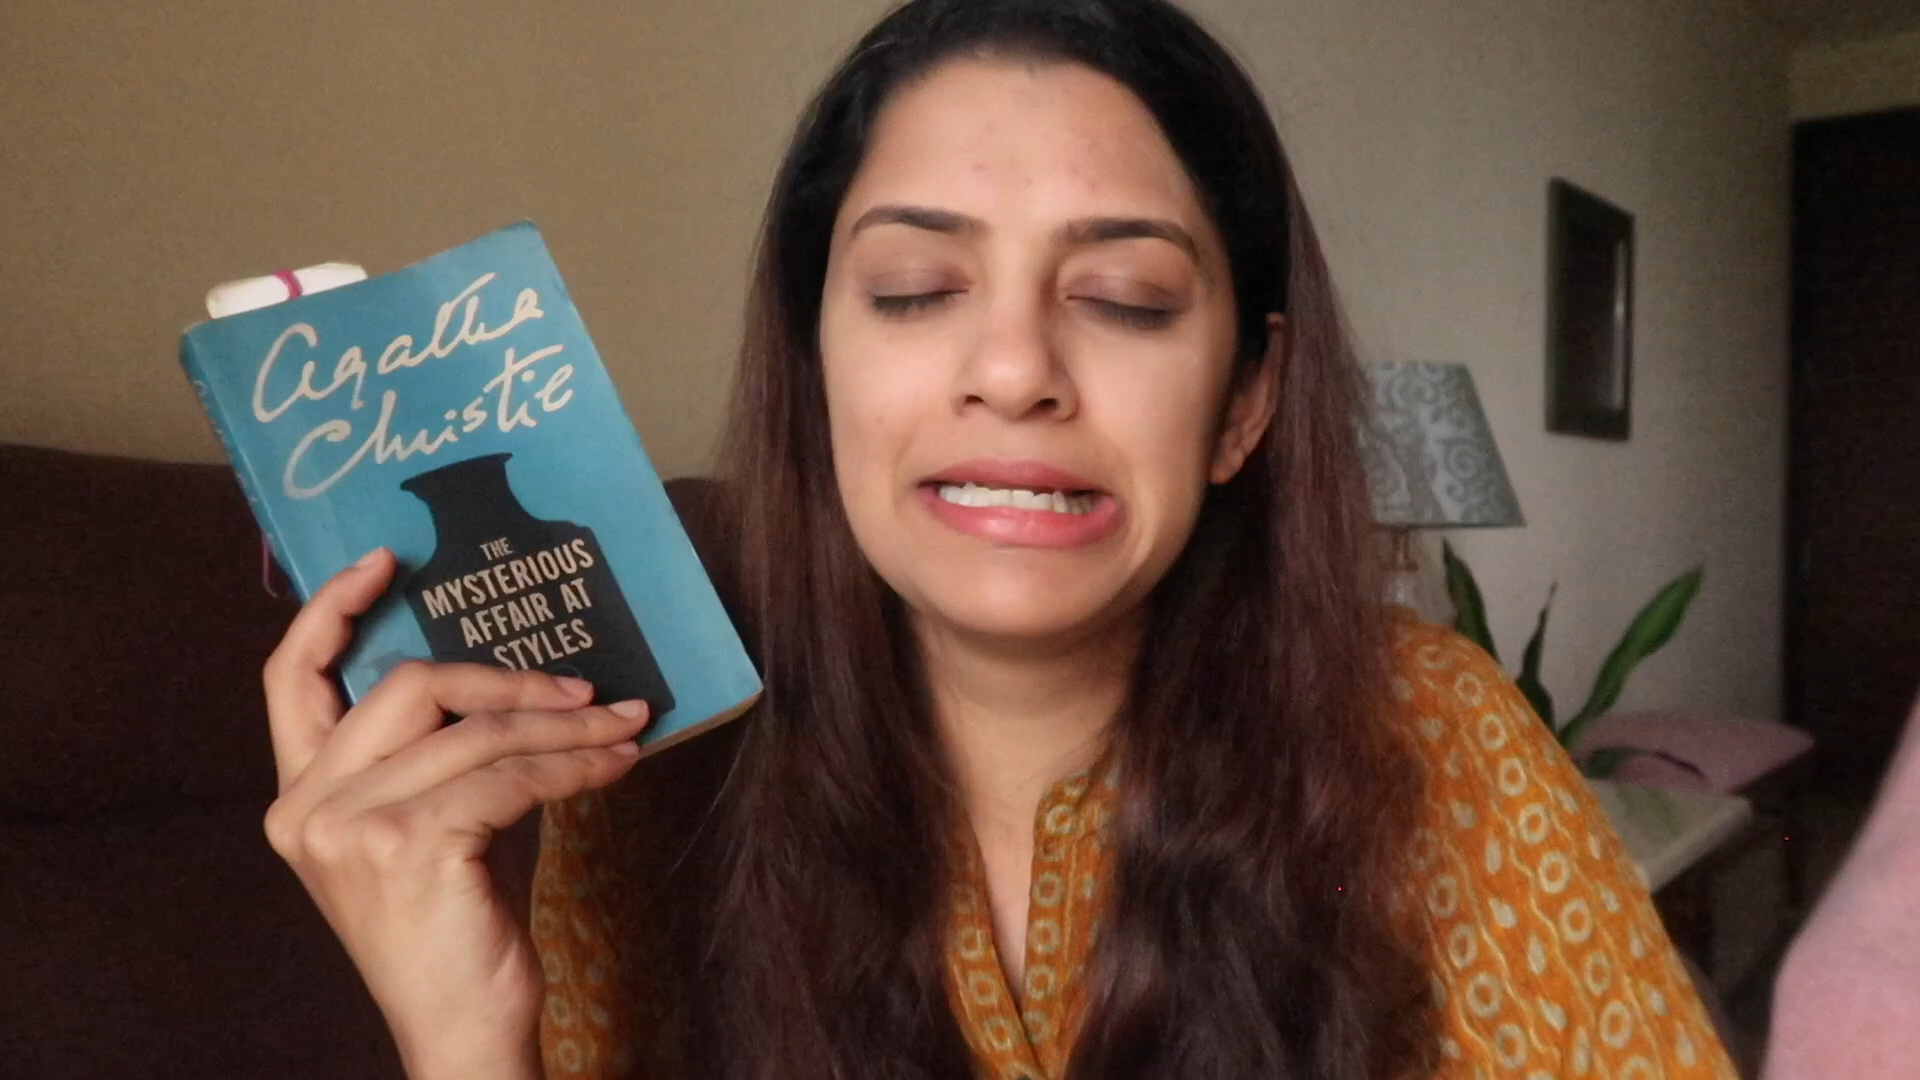 Agatha
Christie
THE
MYSTERIOUS
AFFAIR AT
STYLES